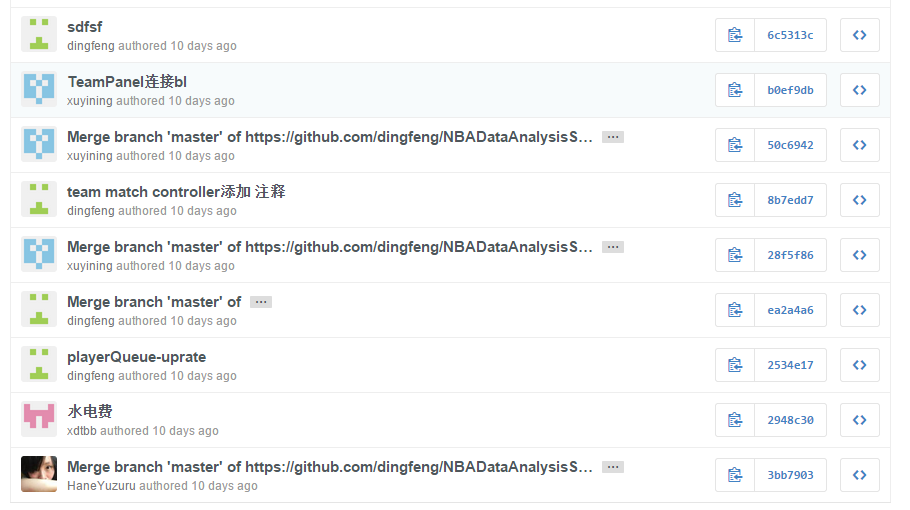 sdfsf
dingfeng authored 10 days ago
6c5313c
TeamPanel连接bl
xuyining authored 10 days ago
b0ef9db
Merge branch 'master' of https://github.com/dingfeng/NBADataAnalysisS… …
xuyining authored 10 days ago
50c6942
team match controller添加 注释
dingfeng authored 10 days ago
8b7edd7
Merge branch 'master' of https://github.com/dingfeng/NBADataAnalysisS… …
xuyining authored 10 days ago
28f5f86
Merge branch 'master' of …
dingfeng authored 10 days ago
ea2a4a6
playerQueue-uprate
dingfeng authored 10 days ago
2534e17
水电费
xdtbb authored 10 days ago
2948c30
Merge branch 'master' of https://github.com/dingfeng/NBADataAnalysisS… …
HaneYuzuru authored 10 days ago
3bb7903